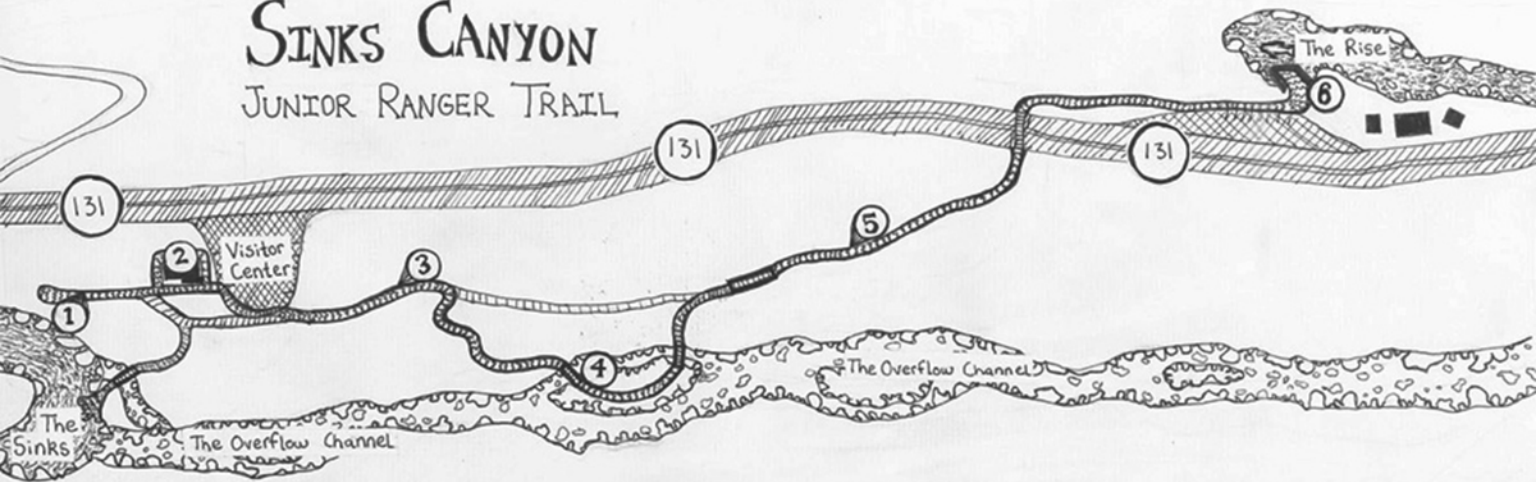 SINKS CANYON
JUNIOR RANGER TRAIL
The Rise
6
131
131
131
5
2
Visitor
Center
3
1
4
The Overflow Channel
The
Sinks
The Overflow Channel